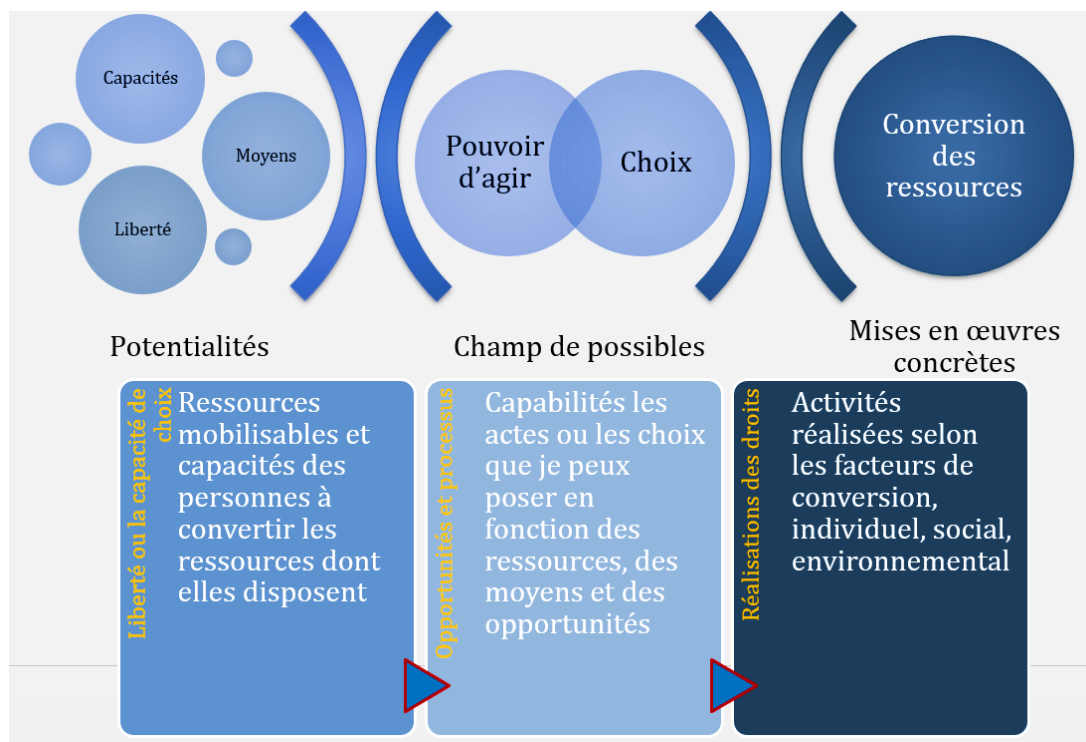 Capacités
Moyens
Liberté
Pouvoir
d’agir
Choix
Conversion
des
ressources
Potentialités
Champ de possibles
Mises en œuvres
concrètes
Liberté ou la capacité de
choix
Ressources
mobilisables et
capacités des
personnes à
convertir les
ressources dont
elles disposent
Opportunités et processus
Capabilités les
actes ou les choix
que je peux
poser en
fonction des
ressources, des
moyens et des
opportunités
Réalisations des droits
Activités
réalisées selon
les facteurs de
conversion,
individuel, social,
environnemental